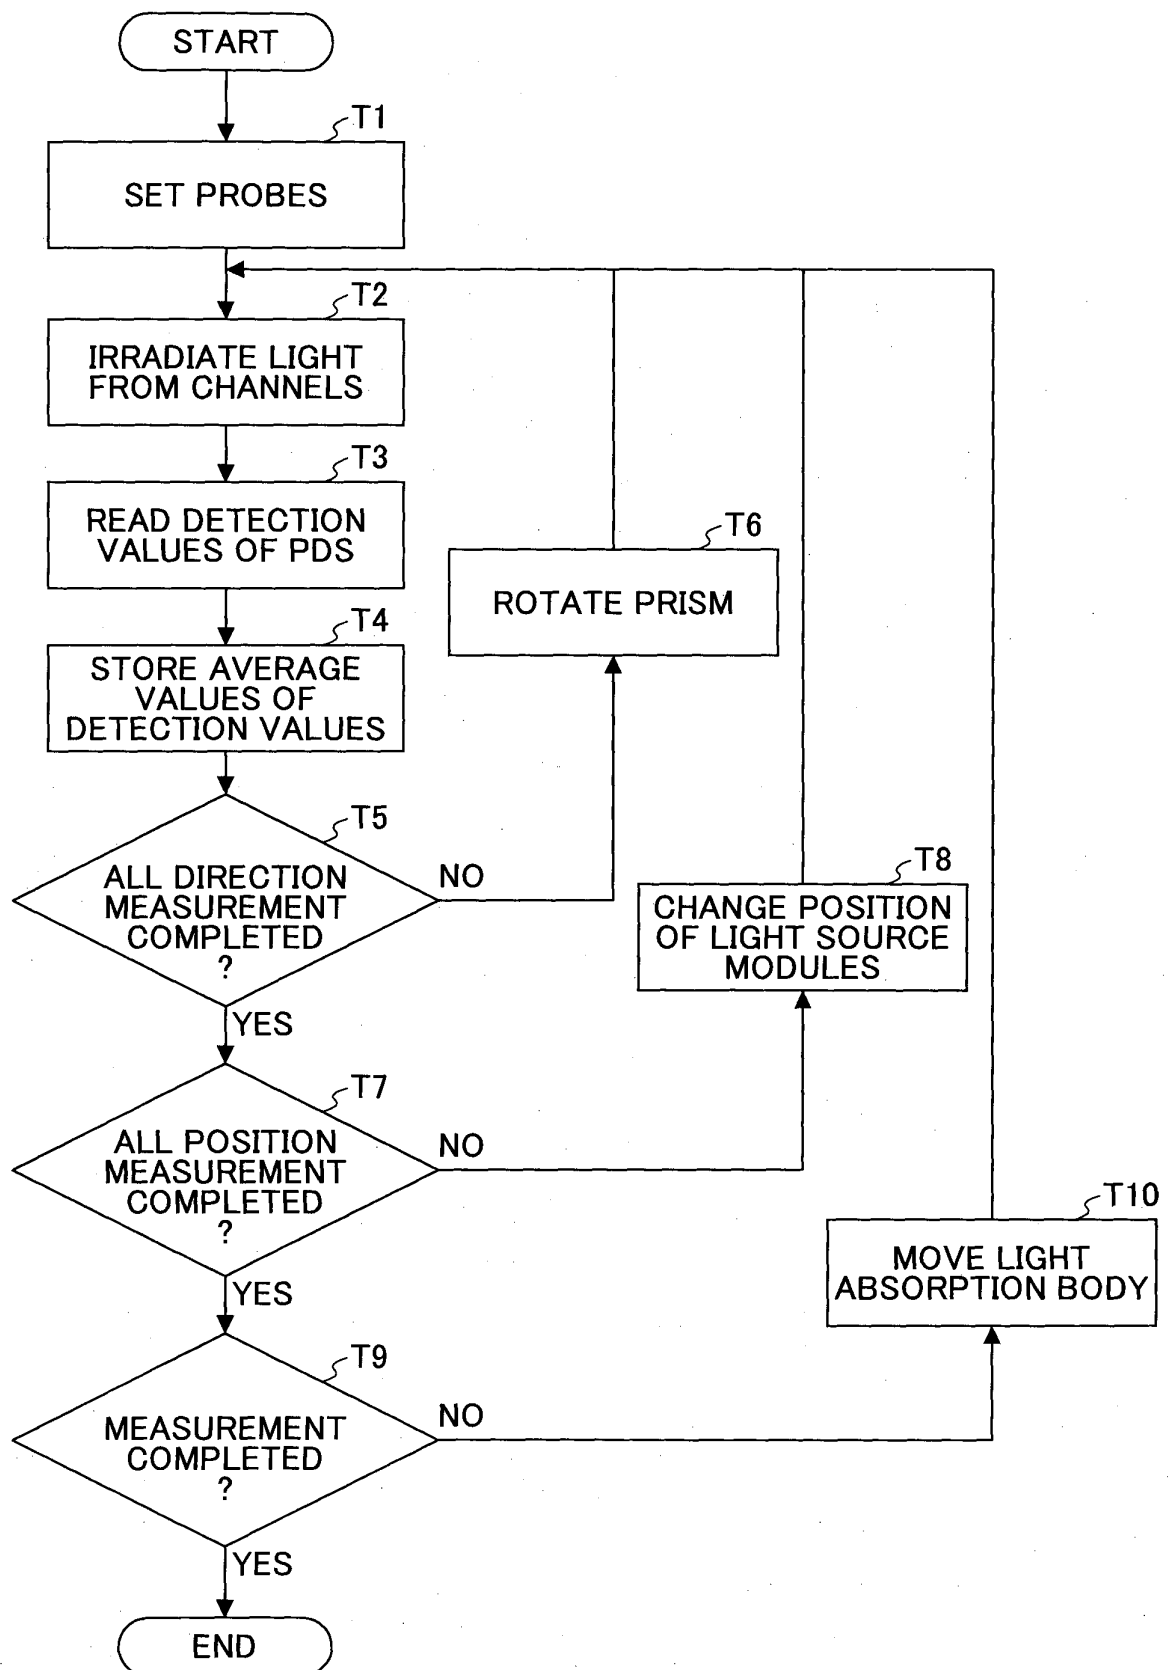 START
T1
SET PROBES
T2
IRRADIATE LIGHT
FROM CHANNELS
T3
READ DETECTION
VALUES OF PDS
T6
ROTATE PRISM
T4
STORE AVERAGE
VALUES OF
DETECTION VALUES
T5
ALL DIRECTION
MEASUREMENT
COMPLETED
?
NO
YES
T8
CHANGE POSITION
OF LIGHT SOURCE
MODULES
T7
ALL POSITION
MEASUREMENT
COMPLETED
?
NO
YES
T10
MOVE LIGHT
ABSORPTION BODY
T9
MEASUREMENT
COMPLETED
?
NO
YES
END